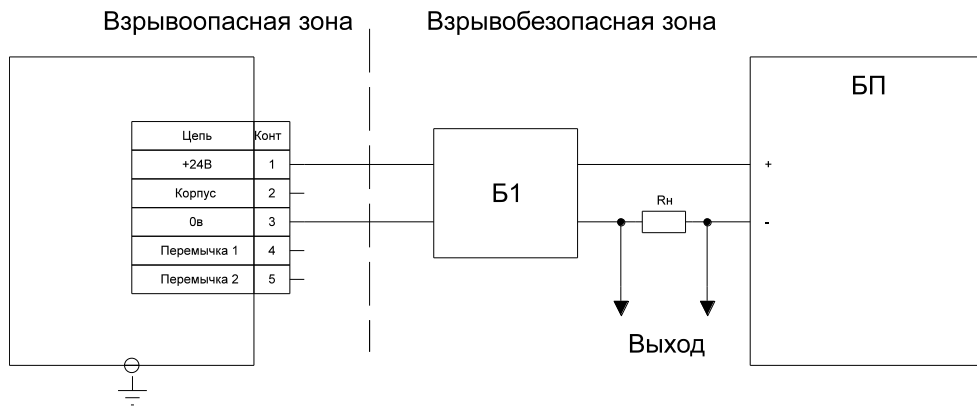 Взрывоопасная зона
Взрывобезопасная зона
БП
Цепь Конт
+24В 1
Корпус 2
0в 3
Перемычка 1 4
Перемычка 2 5
Б1
Rн
+
-
Выход